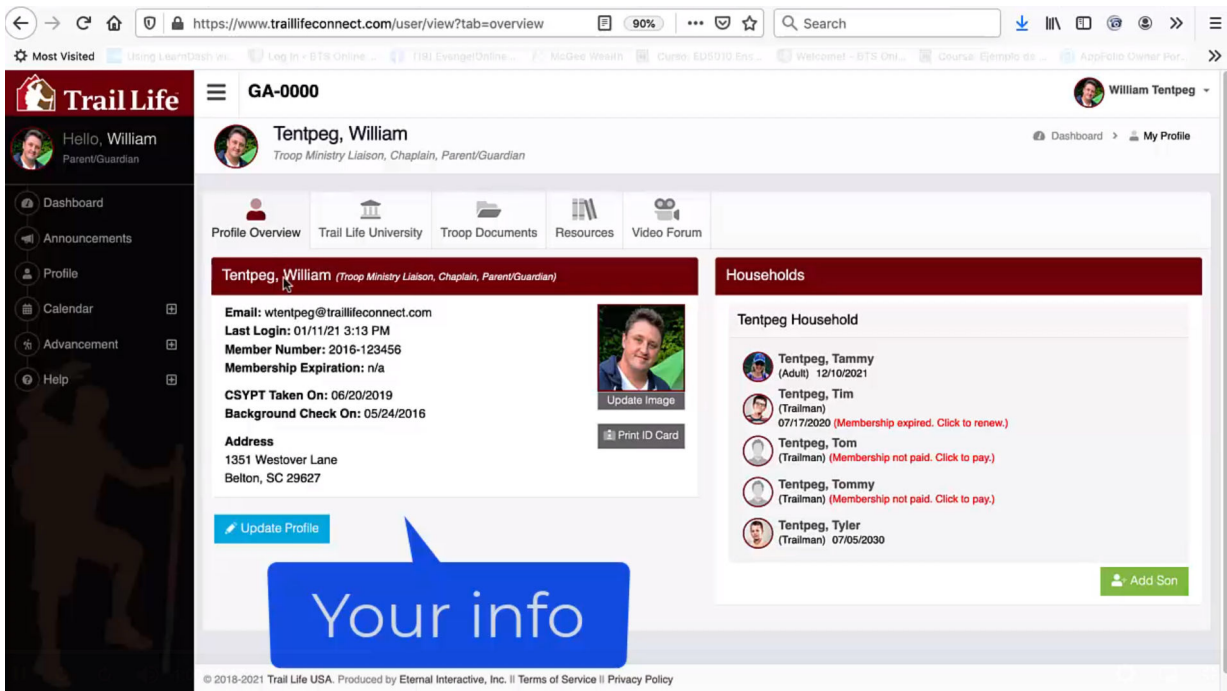 https://www.traillifeconnect.com/user/view?tab=overview
90%
Search
Most Visited
Log In - BTS Online...
Trail Life
GA-0000
William Tentpeg
Hello, William
Parent/Guardian
Tentpeg, William
Troop Ministry Liaison, Chaplain, Parent/Guardian
Dashboard > My Profile
Dashboard
Announcements
Profile
Calendar
Advancement
Help
Profile Overview
Trail Life University
Troop Documents
Resources
Video Forum
Tentpeg, William (Troop Ministry Liaison, Chaplain, Parent/Guardian)
Email: wtentpeg@traillifeconnect.com
Last Login: 01/11/21 3:13 PM
Member Number: 2016-123456
Membership Expiration: n/a
CSYPT Taken On: 06/20/2019
Background Check On: 05/24/2016
Address
1351 Westover Lane
Belton, SC 29627
Update Image
Print ID Card
Update Profile
Your info
Households
Tentpeg Household
Tentpeg, Tammy
(Adult) 12/10/2021
Tentpeg, Tim
(Trailman)
07/17/2020 (Membership expired. Click to renew.)
Tentpeg, Tom
(Trailman) (Membership not paid. Click to pay.)
Tentpeg, Tommy
(Trailman) (Membership not paid. Click to pay.)
Tentpeg, Tyler
(Trailman) 07/05/2030
Add Son
© 2018-2021 Trail Life USA. Produced by Eternal Interactive, Inc. || Terms of Service || Privacy Policy